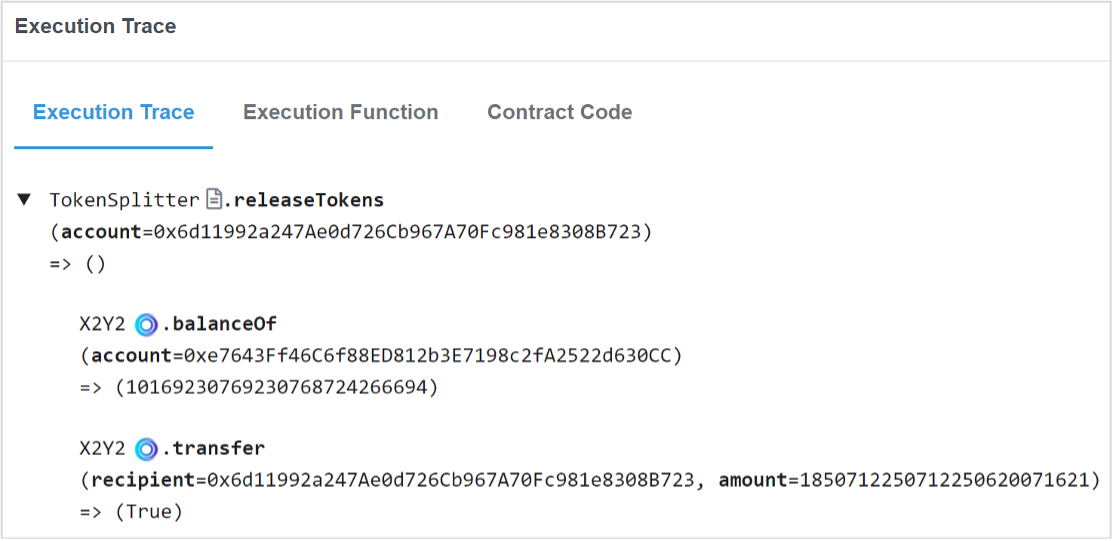 Execution Trace
Execution Trace Execution Function Contract Code
▼ TokenSplitter .releaseTokens
(account=0x6d11992a247Ae0d726Cb967A70Fc981e8308B723)
=> ()
X2Y2 .balanceOf
(account=0xe7643Ff46C6f88ED812b3E7198c2fA2522d630CC)
=> (10169230769230768724266694)
X2Y2 .transfer
(recipient=0x6d11992a247Ae0d726Cb967A70Fc981e8308B723, amount=1850712250712250620071621)
=> (True)